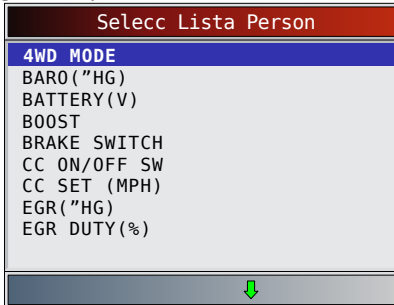 Selecc Lista Person
4WD MODE
BARO(”HG)
BATTERY(V)
BOOST
BRAKE SWITCH
CC ON/OFF SW
CC SET (MPH)
EGR(”HG)
EGR DUTY(%)